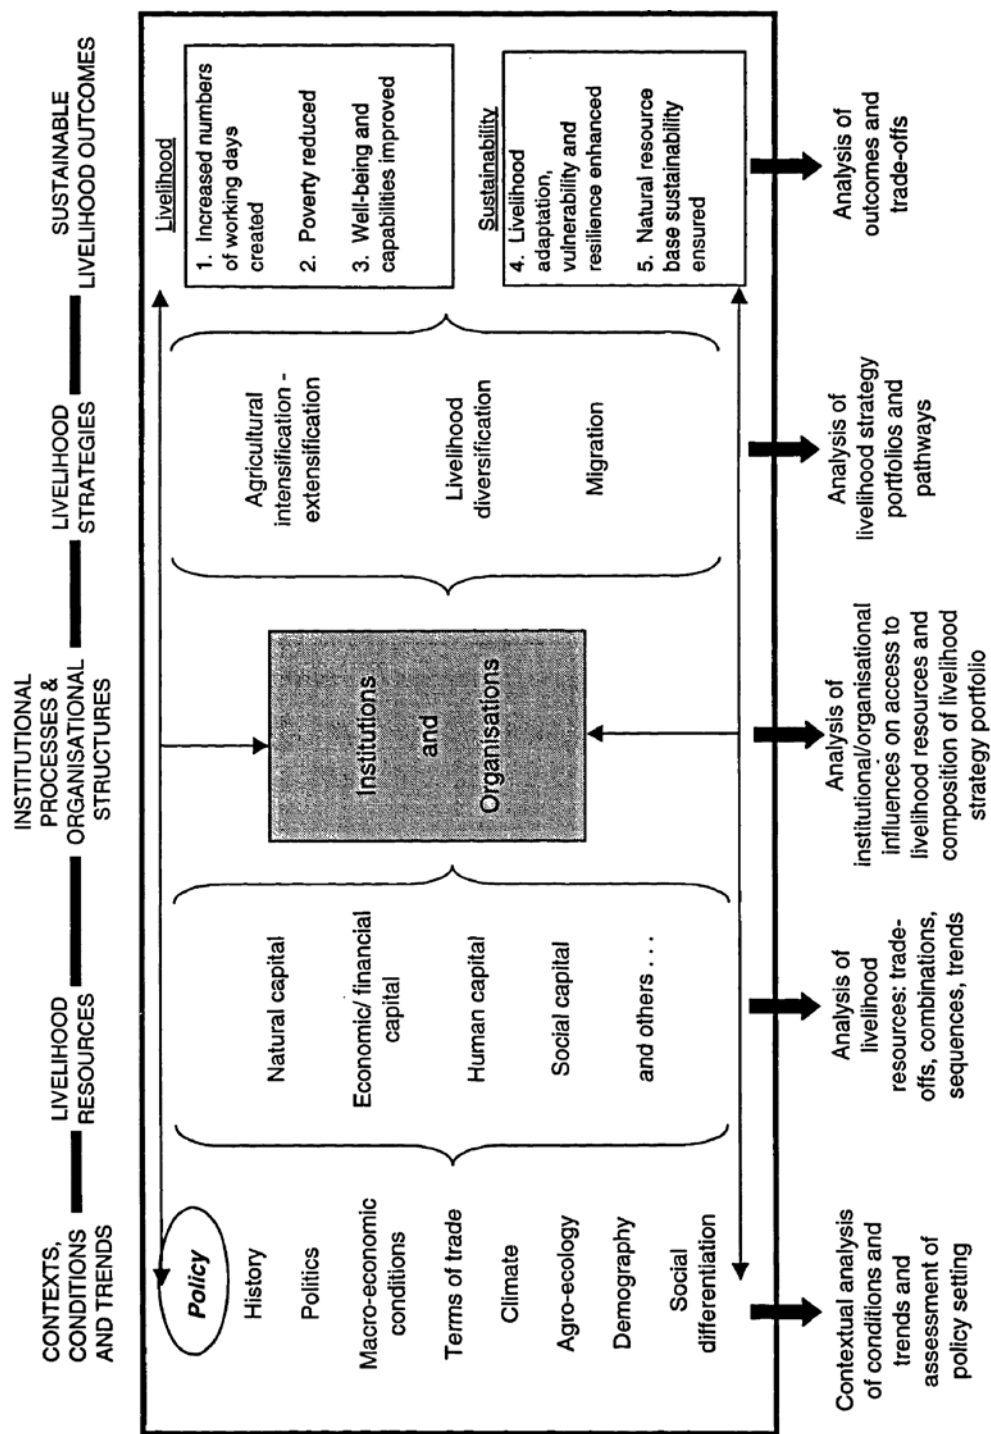 CONTEXTS,
CONDITIONS
AND TRENDS
LIVELIHOOD
RESOURCES
INSTITUTIONAL
PROCESSES &
ORGANISATIONAL
STRUCTURES
LIVELIHOOD
STRATEGIES
SUSTAINABLE
LIVELIHOOD OUTCOMES
Policy
History
Politics
Macro-economic
conditions
Terms of trade
Climate
Agro-ecology
Demography
Social
differentiation
Natural capital
Economic/ financial
capital
Human capital
Social capital
and others . . .
Institutions
and
Organisations
Agricultural
intensification -
extensification
Livelihood
diversification
Migration
Livelihood
1. Increased numbers
of working days
created
2. Poverty reduced
3. Well-being and
capabilities improved
Sustainability
4. Livelihood
adaptation,
vulnerability and
resilience enhanced
5. Natural resource
base sustainability
ensured
Contextual analysis
of conditions and
trends and
assessment of
policy setting
Analysis of
livelihood
resources: trade-
offs, combinations,
sequences, trends
Analysis of
institutional/organisational
influences on access to
livelihood resources and
composition of livelihood
strategy portfolio
Analysis of
livelihood strategy
portfolios and
pathways
Analysis of
outcomes and
trade-offs